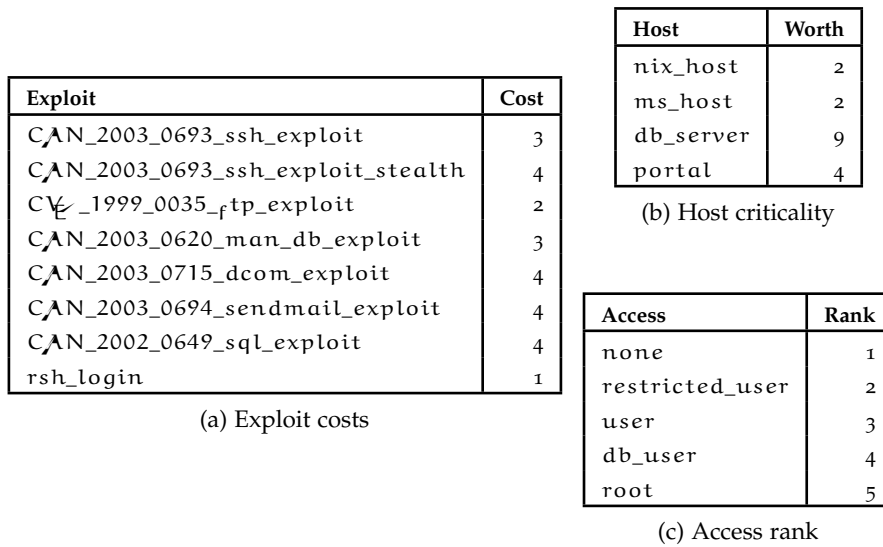 Exploit Cost
CAN_2003_0693_ssh_exploit 3
CAN_2003_0693_ssh_exploit_stealth 4
CVE_1999_0035_ftp_exploit 2
CAN_2003_0620_man_db_exploit 3
CAN_2003_0715_dcom_exploit 4
CAN_2003_0694_sendmail_exploit 4
CAN_2002_0649_sql_exploit 4
rsh_login 1
(a) Exploit costs
Host Worth
nix_host 2
ms_host 2
db_server 9
portal 4
(b) Host criticality
Access Rank
none 1
restricted_user 2
user 3
db_user 4
root 5
(c) Access rank